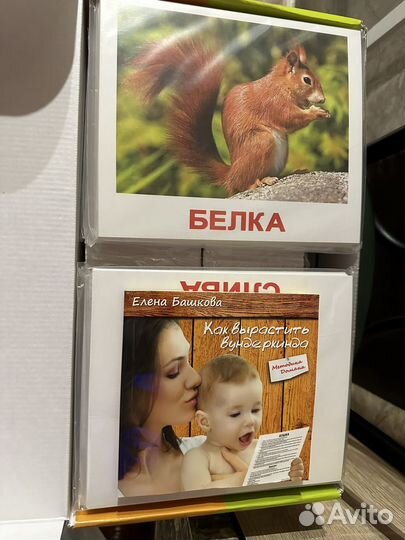 БЕЛКА
СЛИВА
Елена Башкова
Как вырастить
вундеркинда
Методика
Домана
Avito